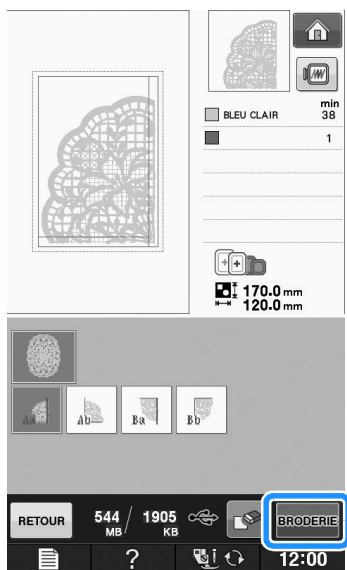 min
BLEU CLAIR 38
1
170.0 mm
120.0 mm
Aa Ab Ba Bb
RETOUR 544 MB / 1905 KB BRODERIE
? 12:00